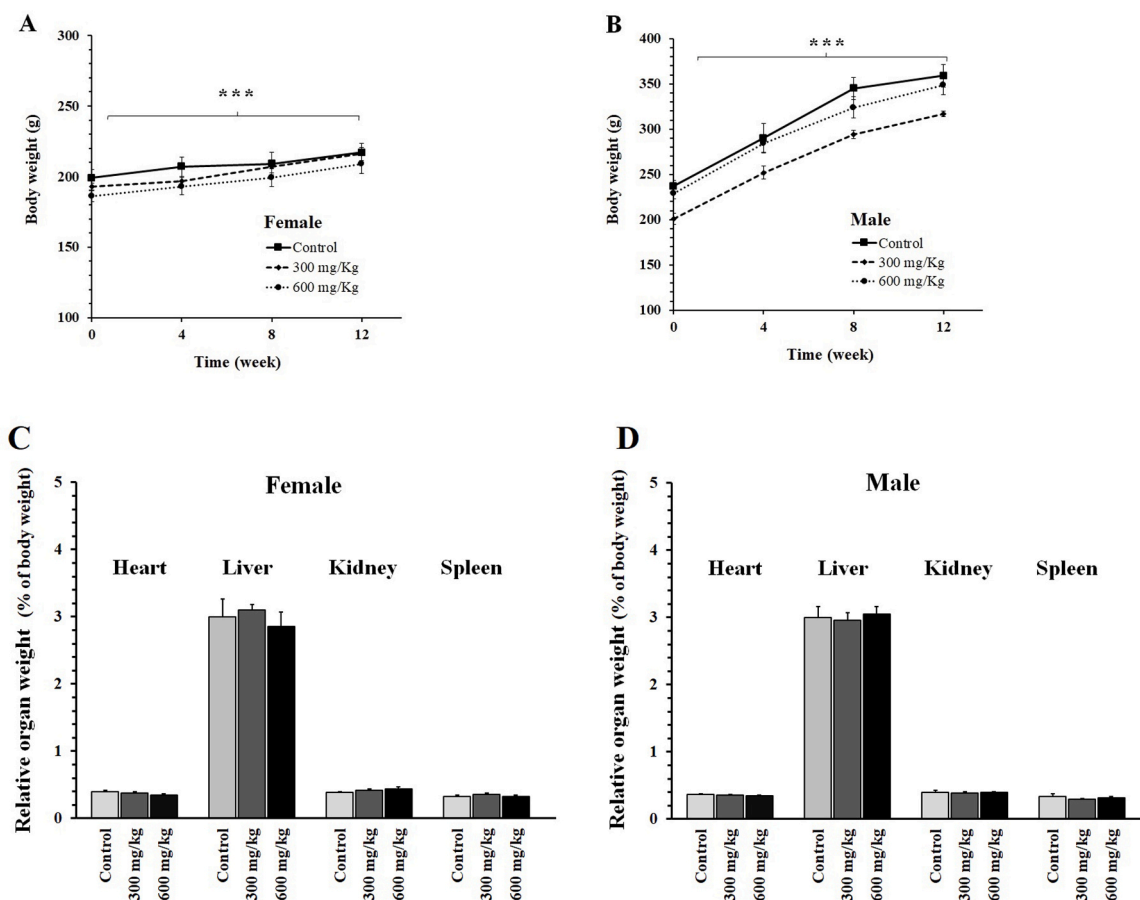 A
Body weight (g)
300
250
200
150
100
***
Female
Control
300 mg/Kg
600 mg/Kg
0
4
8
12
Time (week)
B
Body weight (g)
400
350
300
250
200
150
100
***
Male
Control
300 mg/Kg
600 mg/Kg
0
4
8
12
Time (week)
C
Female
Relative organ weight (% of body weight)
5
4
3
2
1
0
Heart
Liver
Kidney
Spleen
Control
300 mg/kg
600 mg/kg
Control
300 mg/kg
600 mg/kg
Control
300 mg/kg
600 mg/kg
Control
300 mg/kg
600 mg/kg
D
Male
Relative organ weight (% of body weight)
5
4
3
2
1
0
Heart
Liver
Kidney
Spleen
Control
300 mg/kg
600 mg/kg
Control
300 mg/kg
600 mg/kg
Control
300 mg/kg
600 mg/kg
Control
300 mg/kg
600 mg/kg